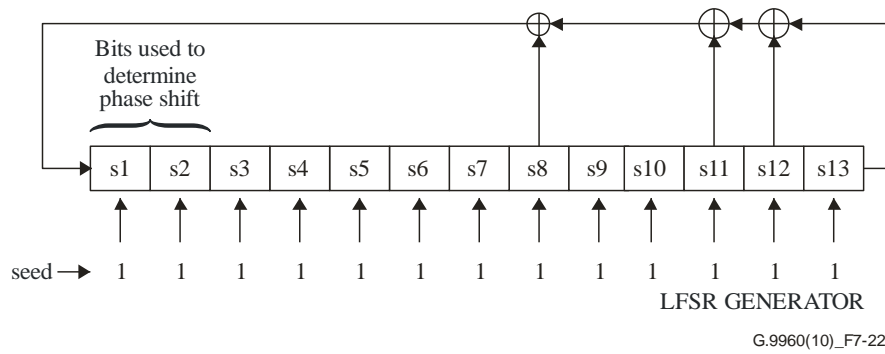 Bits used to
determine
phase shift
s1 s2 s3 s4 s5 s6 s7 s8 s9 s10 s11 s12 s13
seed 1 1 1 1 1 1 1 1 1 1 1 1 1
LFSR GENERATOR
G.9960(10)_F7-22